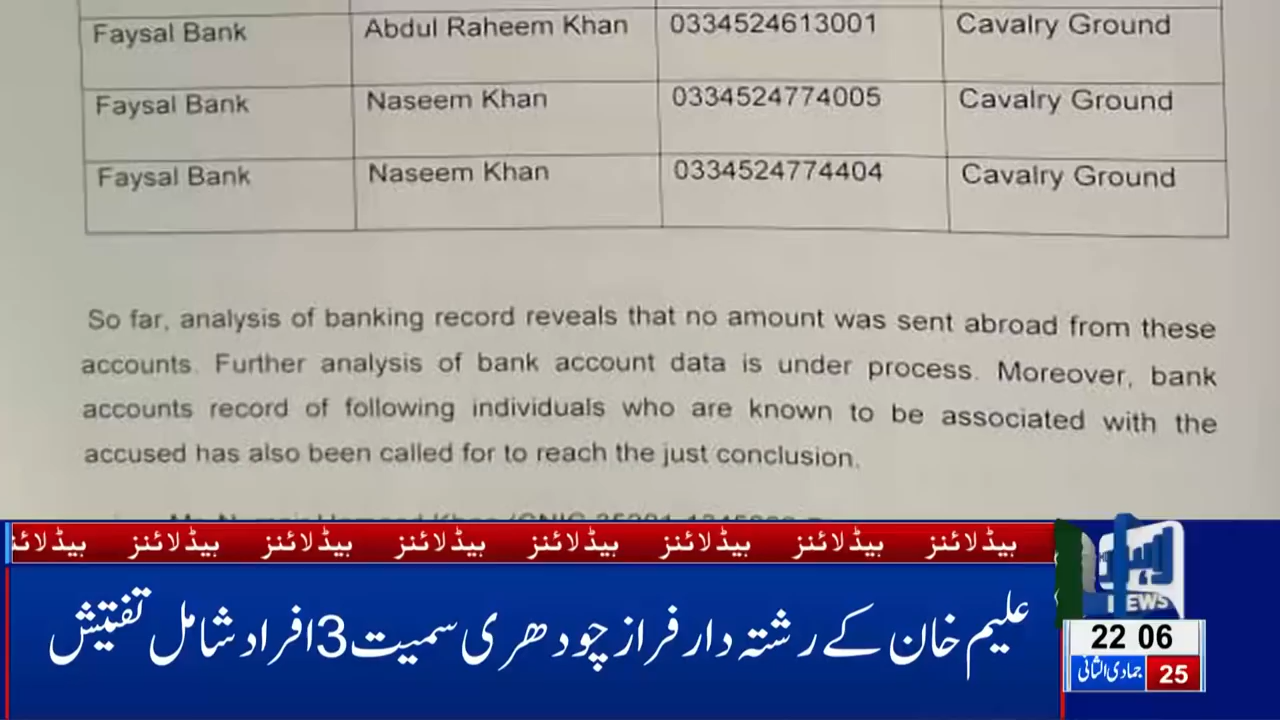 Faysal Bank Abdul Raheem Khan 0334524613001 Cavalry Ground
Faysal Bank Naseem Khan 0334524774005 Cavalry Ground
Faysal Bank Naseem Khan 0334524774404 Cavalry Ground
So far, analysis of banking record reveals that no amount was sent abroad from these
accounts. Further analysis of bank account data is under process. Moreover, bank
accounts record of following individuals who are known to be associated with the
accused has also been called for to reach the just conclusion.
ہیڈلائنز ہیڈلائنز ہیڈلائنز ہیڈلائنز ہیڈلائنز ہیڈلائنز ہیڈلائنز ہیڈلائنز
علیم خان کے رشتہ دار فراز چودھری سمیت 3 افراد شامل تفتیش
NEWS
22 06
25 جمادی الثانی